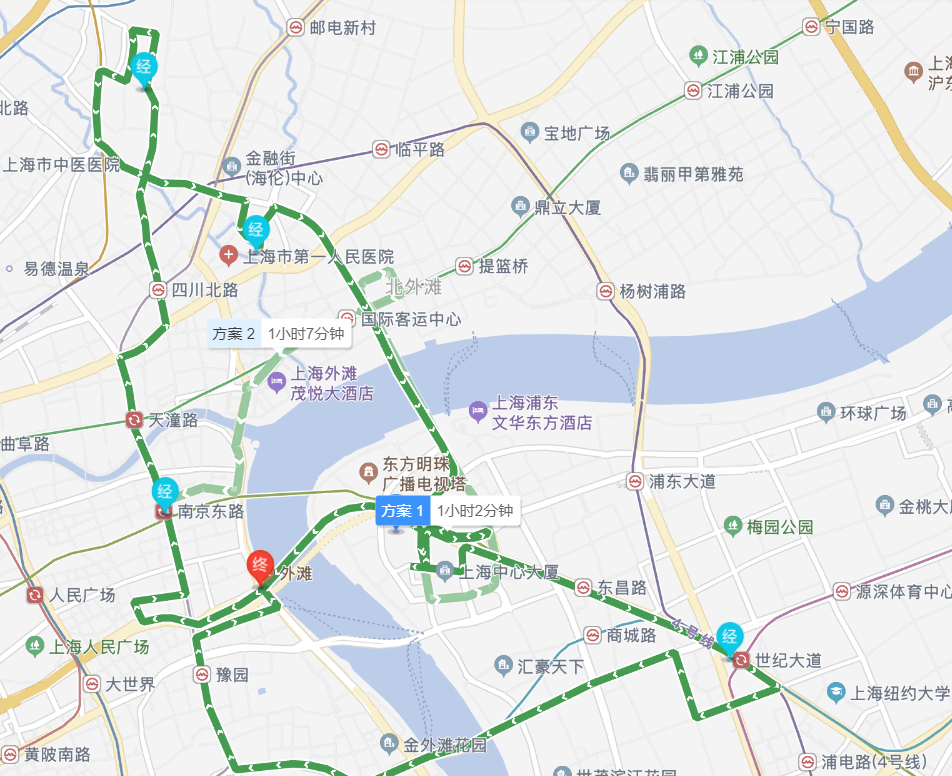 邮电新村
宁国路
江浦公园
江浦公园
上海
沪东
北路
宝地广场
临平路
经
上海市中医医院
金融街
(海伦)中心
翡丽甲第雅苑
鼎立大厦
经
上海市第一人民医院
易德温泉
提篮桥
四川北路
北外滩
杨树浦路
国际客运中心
方案 2 1小时7分钟
上海外滩
茂悦大酒店
上海浦东
文华东方酒店
环球广场
天潼路
曲阜路
东方明珠
广播电视塔
浦东大道
经
南京东路
方案 1 1小时2分钟
金桃大
梅园公园
终
外滩
上海中心大厦
东昌路
人民广场
源深体育中心
上海人民广场
商城路
4号线
经
世纪大道
汇豪天下
豫园
大世界
上海纽约大学
金外滩花园
黄陂南路
世茂滨江花园
浦电路(4号线)